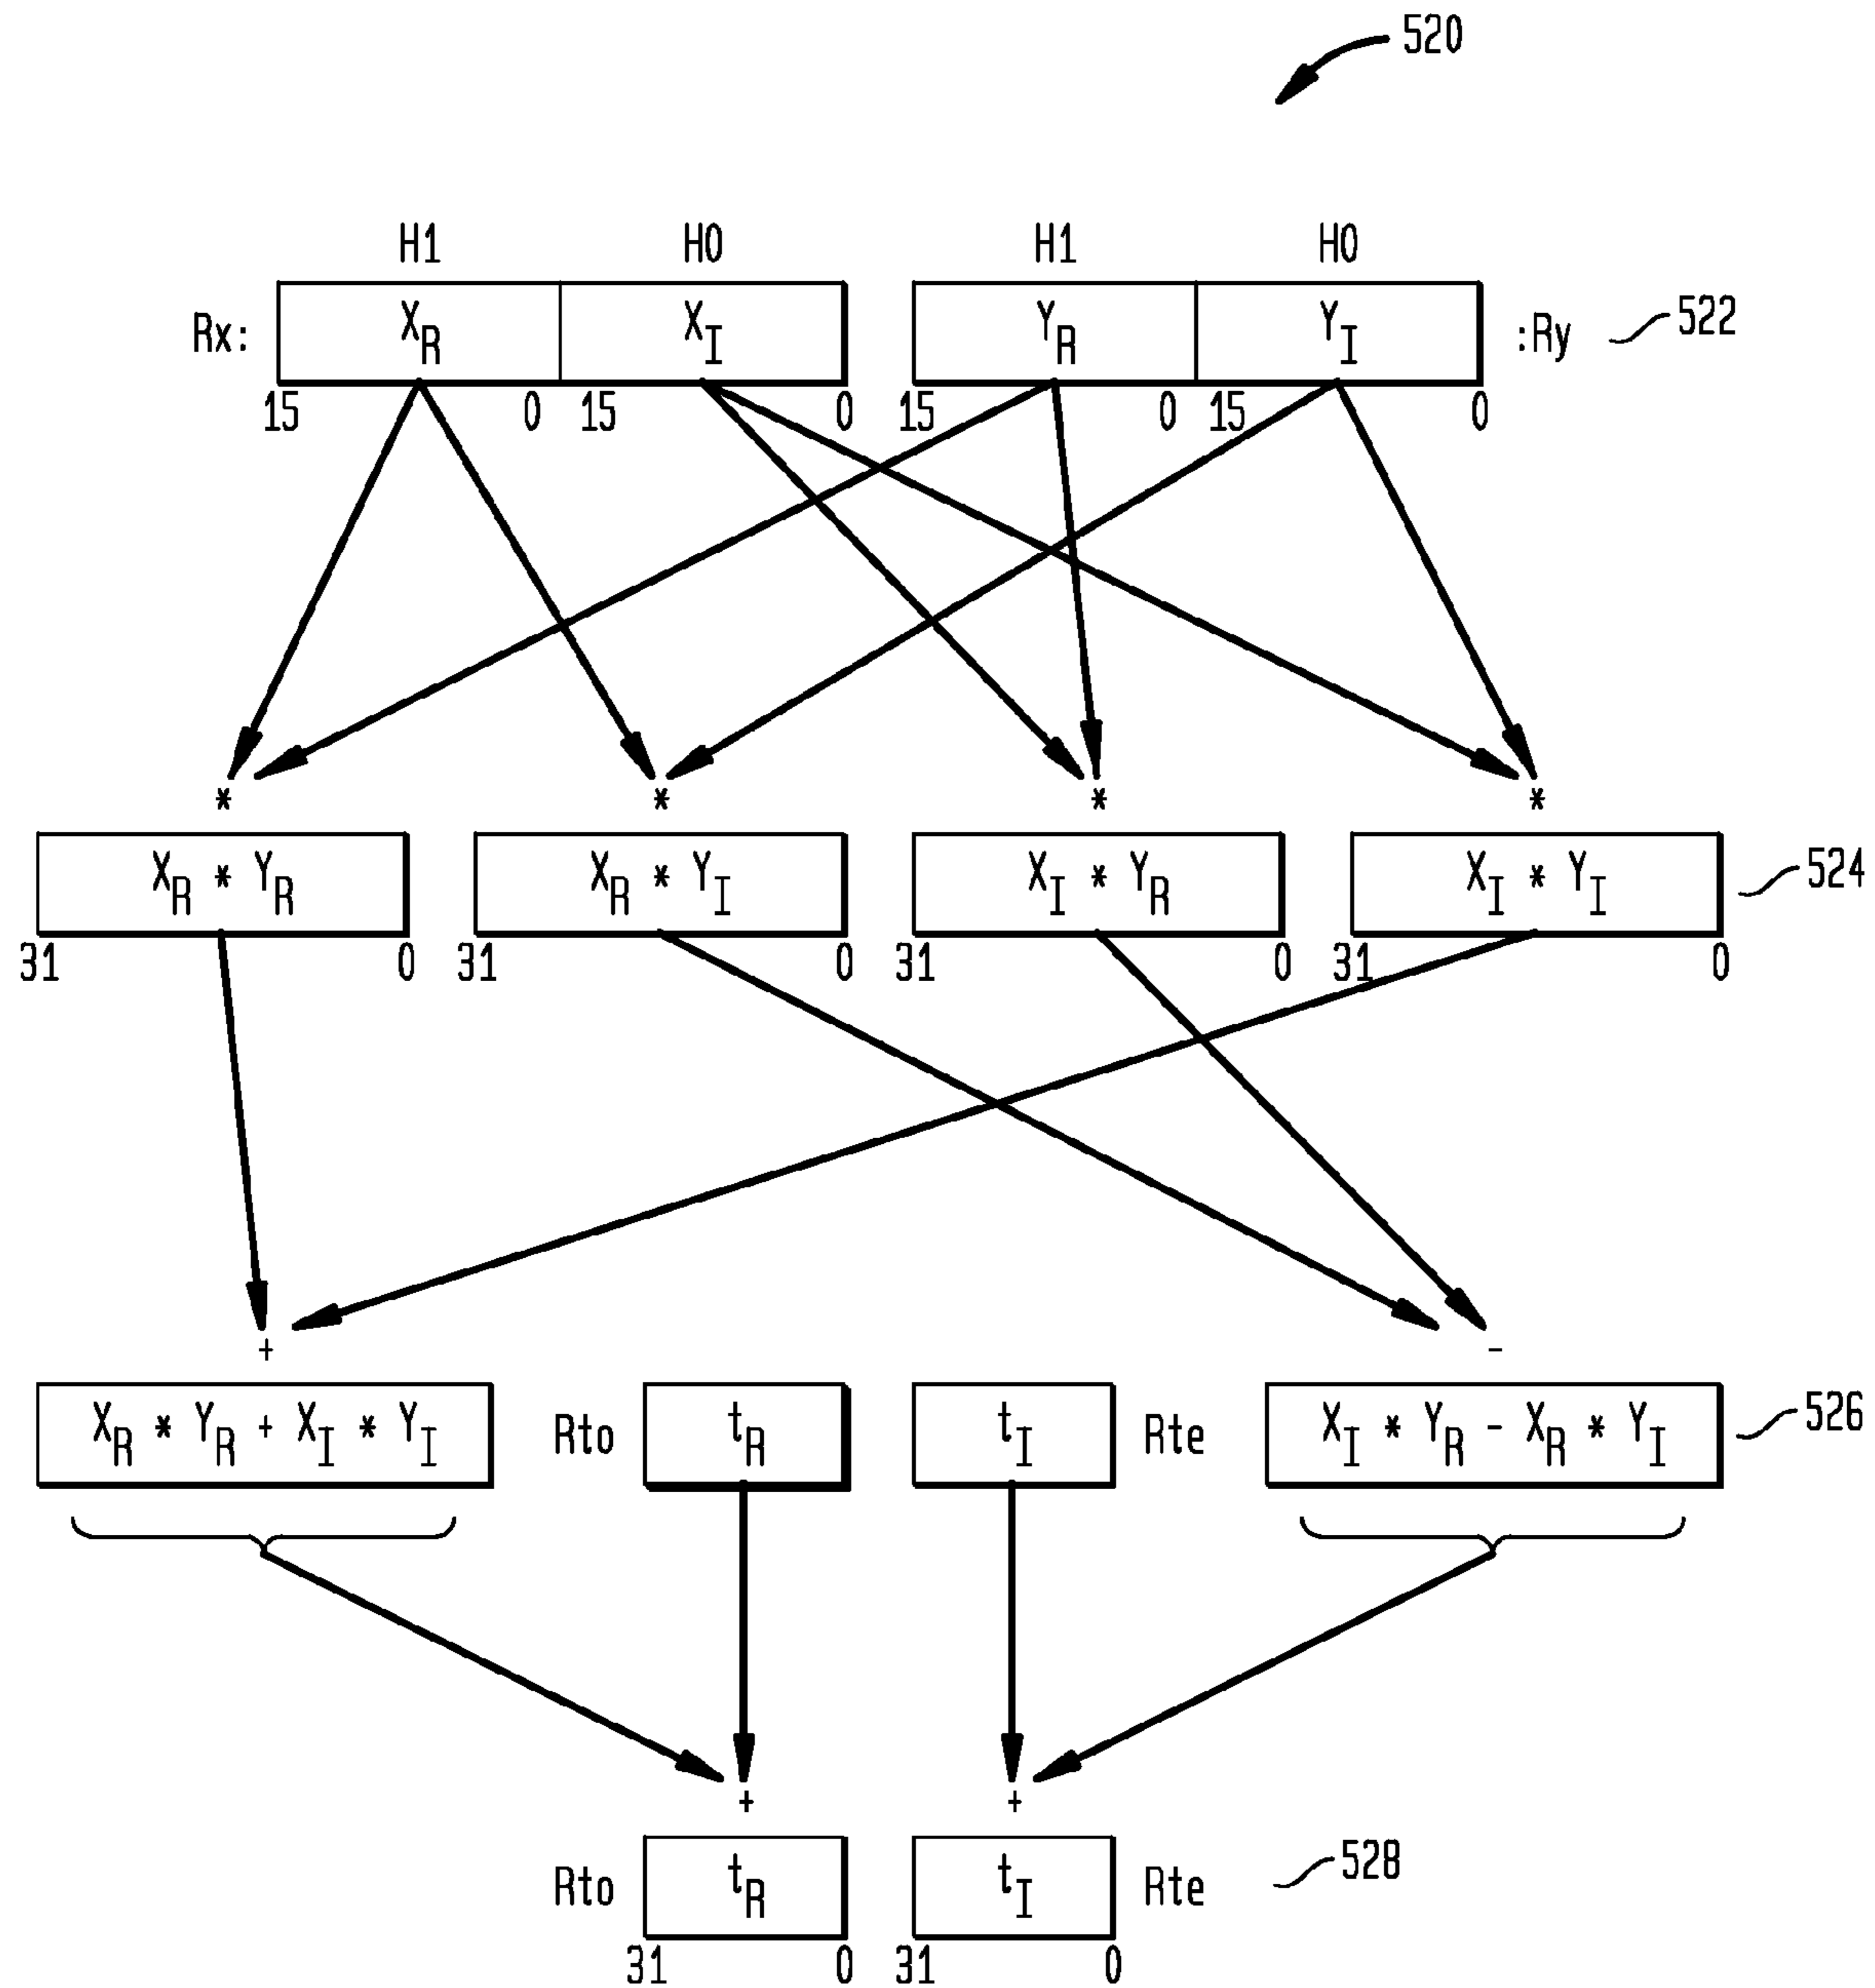 520
H1 H0 H1 H0
Rx: X_R X_I Y_R Y_I :Ry 522
15 0 15 0 15 0 15 0
* * * *
X_R * Y_R X_R * Y_I X_I * Y_R X_I * Y_I 524
31 0 31 0 31 0 31 0
+ -
X_R * Y_R + X_I * Y_I Rto t_R t_I Rte X_I * Y_R - X_R * Y_I 526
+ +
Rto t_R t_I Rte 528
31 0 31 0